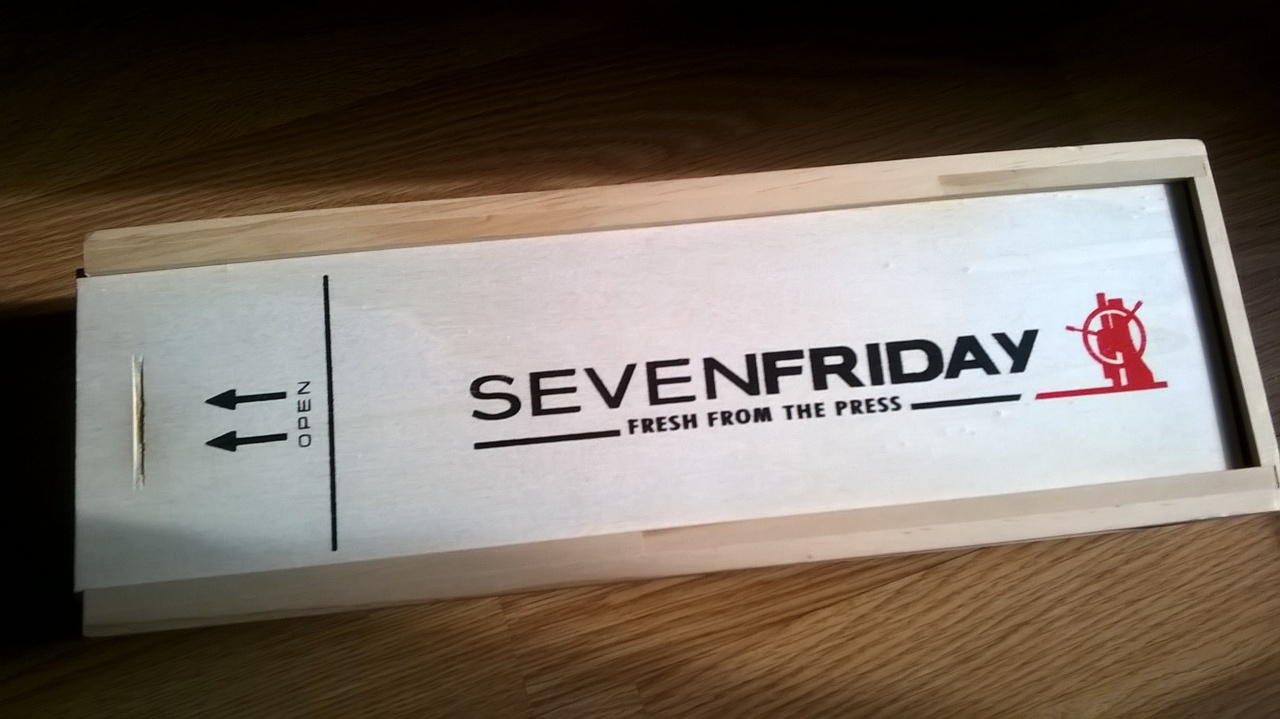 OPEN
SEVENFRIDAY
FRESH FROM THE PRESS